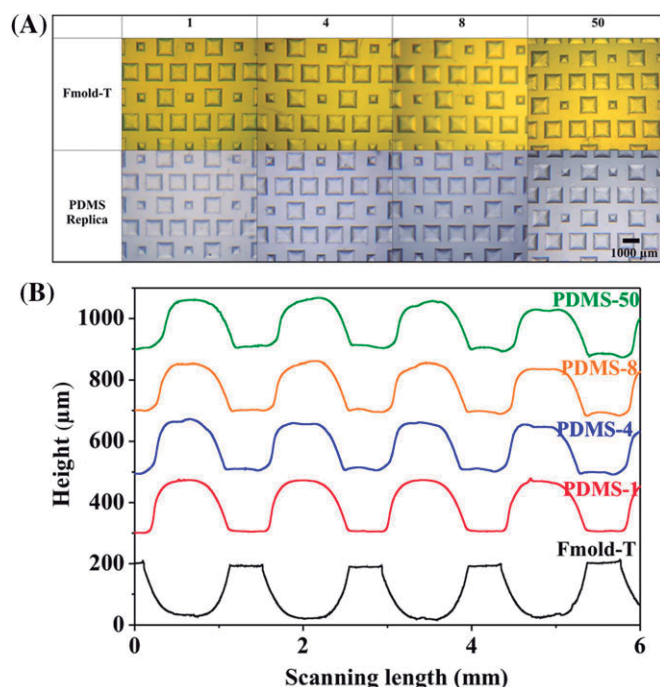 (A)
1 4 8 50
Fmold-T
PDMS
Replica
1000 µm
(B)
PDMS-50
PDMS-8
PDMS-4
PDMS-1
Fmold-T
Height (µm)
1000
800
600
400
200
0
0 2 4 6
Scanning length (mm)